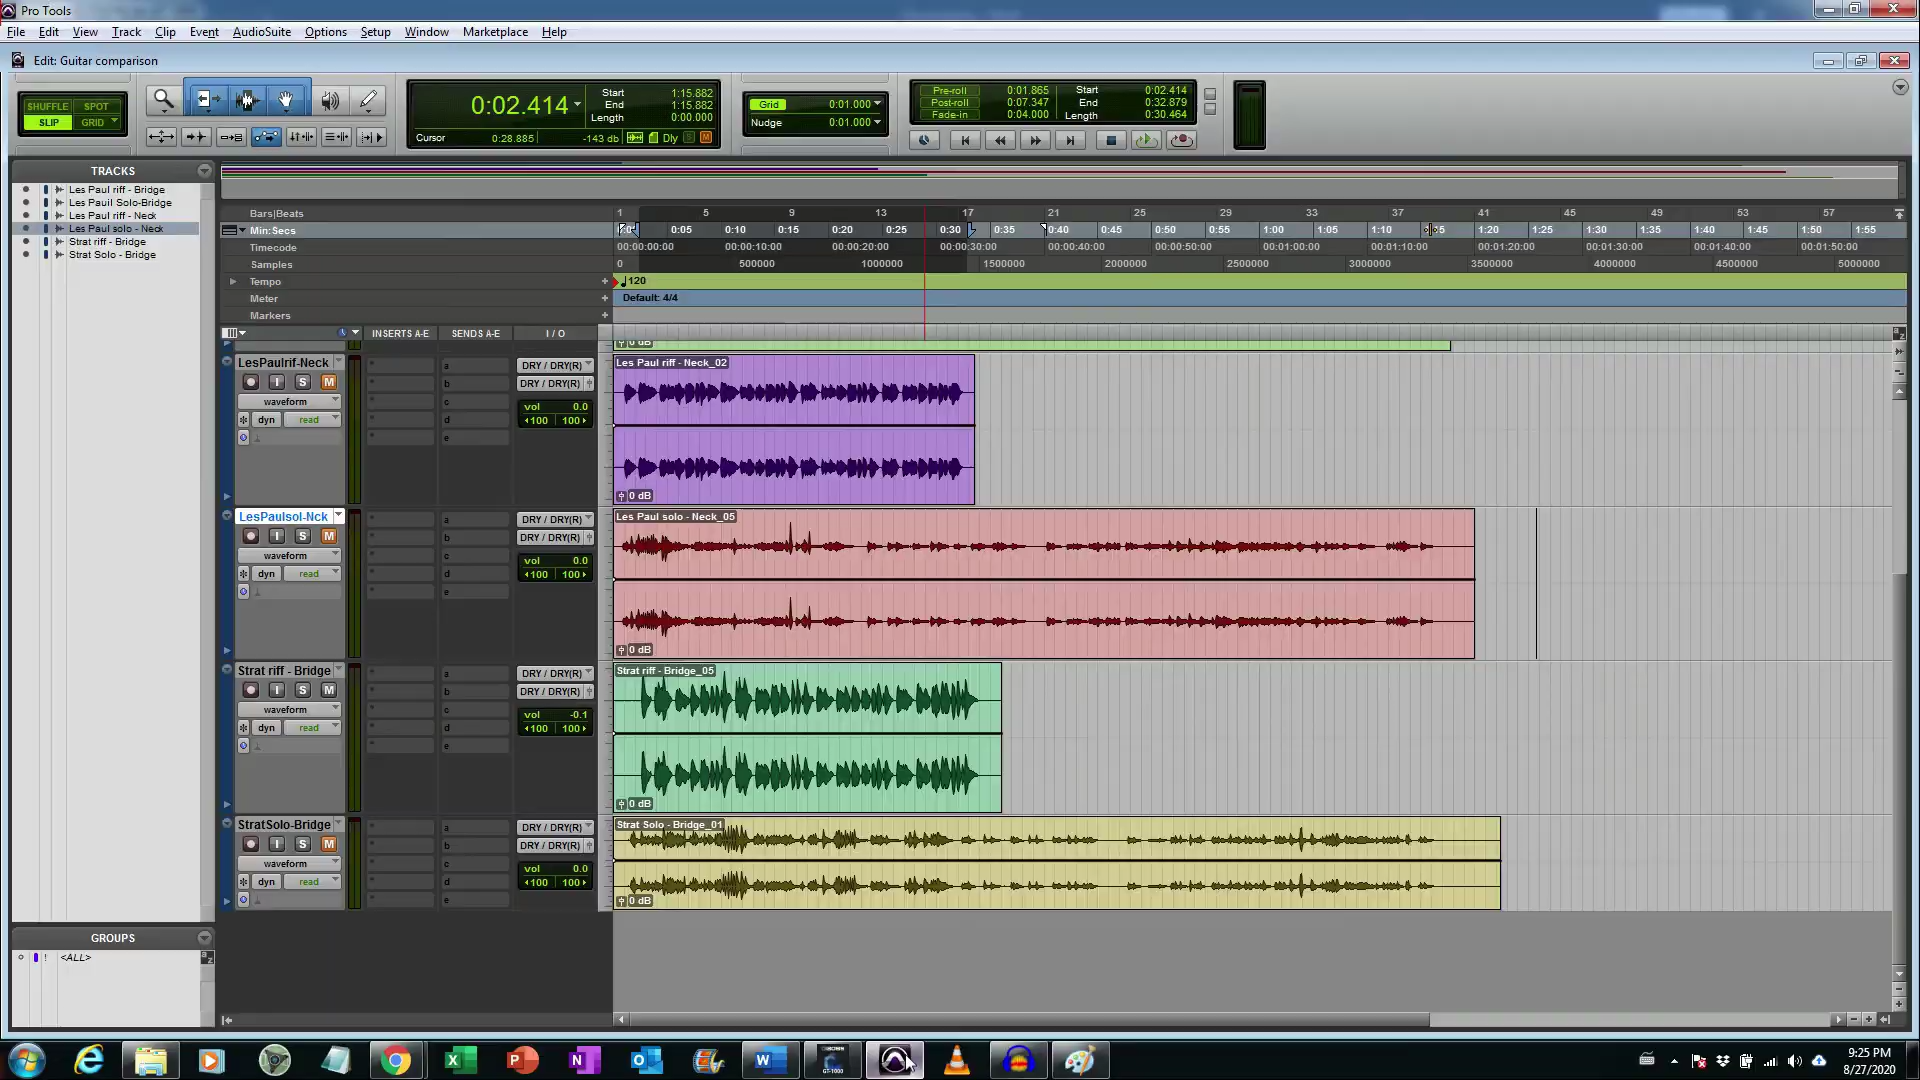 Pro Tools
File Edit View Track Clip Event AudioSuite Options Setup Window Marketplace Help
Edit: Guitar comparison
SHUFFLE SPOT
SLIP GRID
0:02.414
Start 1:15.882
End 1:15.882
Length 0:00.000
Cursor 0:28.885 -143 db Dly S M
Grid 0:01.000
Nudge 0:01.000
Pre-roll 0:01.865 Start 0:02.414
Post-roll 0:07.347 End 0:32.879
Fade-in 0:04.000 Length 0:30.464
TRACKS
Les Paul riff - Bridge
Les Pauil Solo-Bridge
Les Paul riff - Neck
Les Paul solo - Neck
Strat riff - Bridge
Strat Solo - Bridge
Bars|Beats 1 5 9 13 17 21 25 29 33 37 41 45 49 53 57
Min:Secs 0:05 0:10 0:15 0:20 0:25 0:30 0:35 0:40 0:45 0:50 0:55 1:00 1:05 1:10 1:20 1:25 1:30 1:35 1:40 1:45 1:50 1:55
Timecode 00:00:00:00 00:00:10:00 00:00:20:00 00:00:30:00 00:00:40:00 00:00:50:00 00:01:00:00 00:01:10:00 00:01:20:00 00:01:30:00 00:01:40:00 00:01:50:00
Samples 0 500000 1000000 1500000 2000000 2500000 3000000 3500000 4000000 4500000 5000000
Tempo + 120
Meter + Default: 4/4
Markers +
INSERTS A-E SENDS A-E I / O
0 dB
LesPaulrif-Neck a DRY / DRY(R) Les Paul riff - Neck_02
I S M b DRY / DRY(R)
waveform c vol 0.0
dyn read d 100 100
e
0 dB
LesPaulsol-Nck a DRY / DRY(R) Les Paul solo - Neck_05
I S M b DRY / DRY(R)
waveform c vol 0.0
dyn read d 100 100
e
0 dB
Strat riff - Bridge a DRY / DRY(R) Strat riff - Bridge_05
I S M b DRY / DRY(R)
waveform c vol -0.1
dyn read d 100 100
e
0 dB
StratSolo-Bridge a DRY / DRY(R) Strat Solo - Bridge_01
I S M b DRY / DRY(R)
waveform c vol 0.0
dyn read d 100 100
e 0 dB
GROUPS
! <ALL>
GT-1000
9:25 PM
8/27/2020